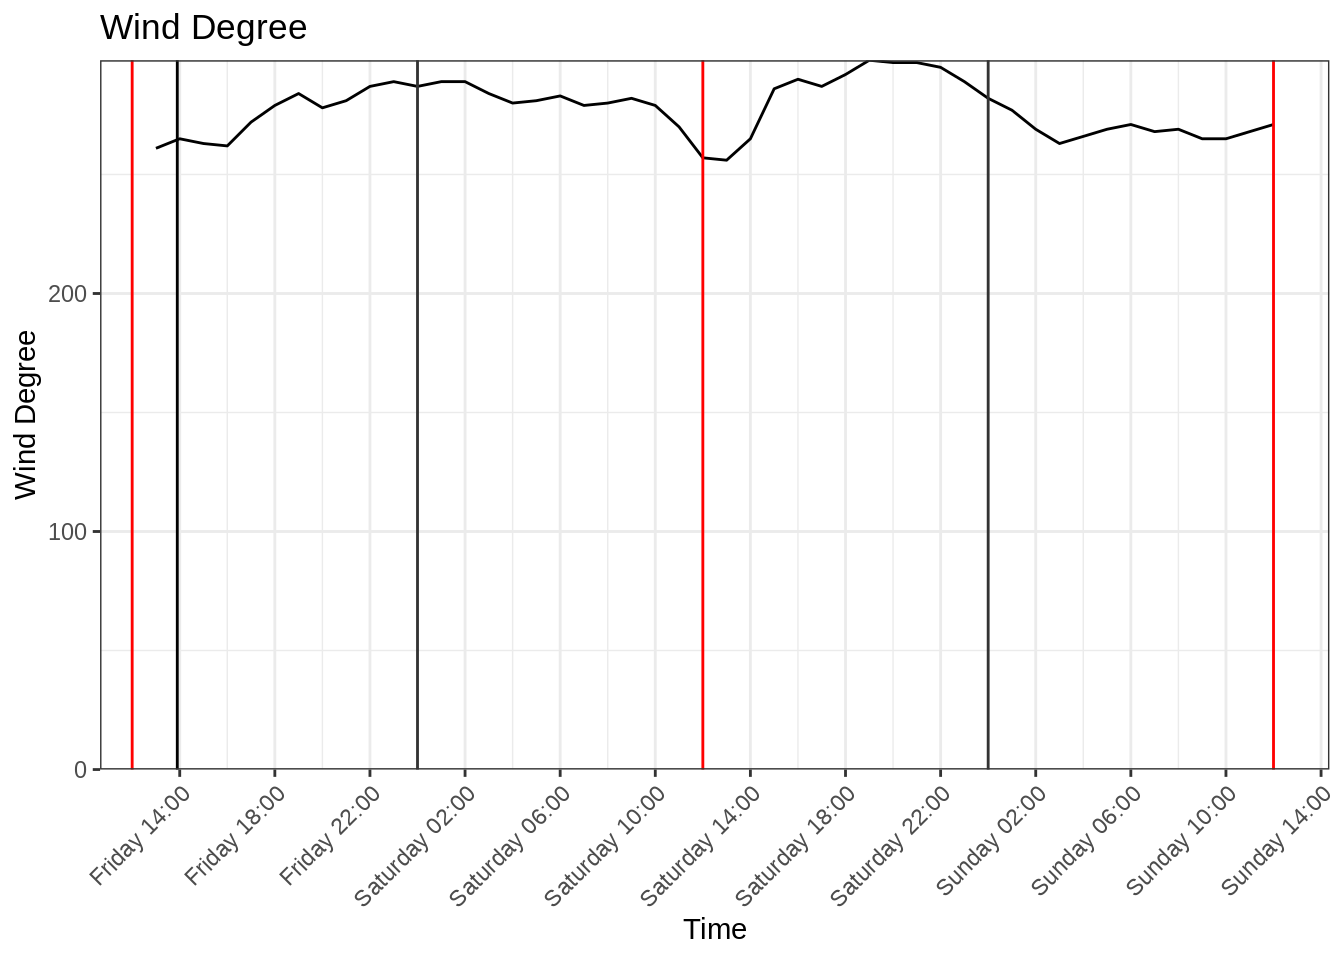 Wind Degree
Wind Degree
200
100
0
Friday 14:00
Friday 18:00
Friday 22:00
Saturday 02:00
Saturday 06:00
Saturday 10:00
Saturday 14:00
Saturday 18:00
Saturday 22:00
Sunday 02:00
Sunday 06:00
Sunday 10:00
Sunday 14:00
Time